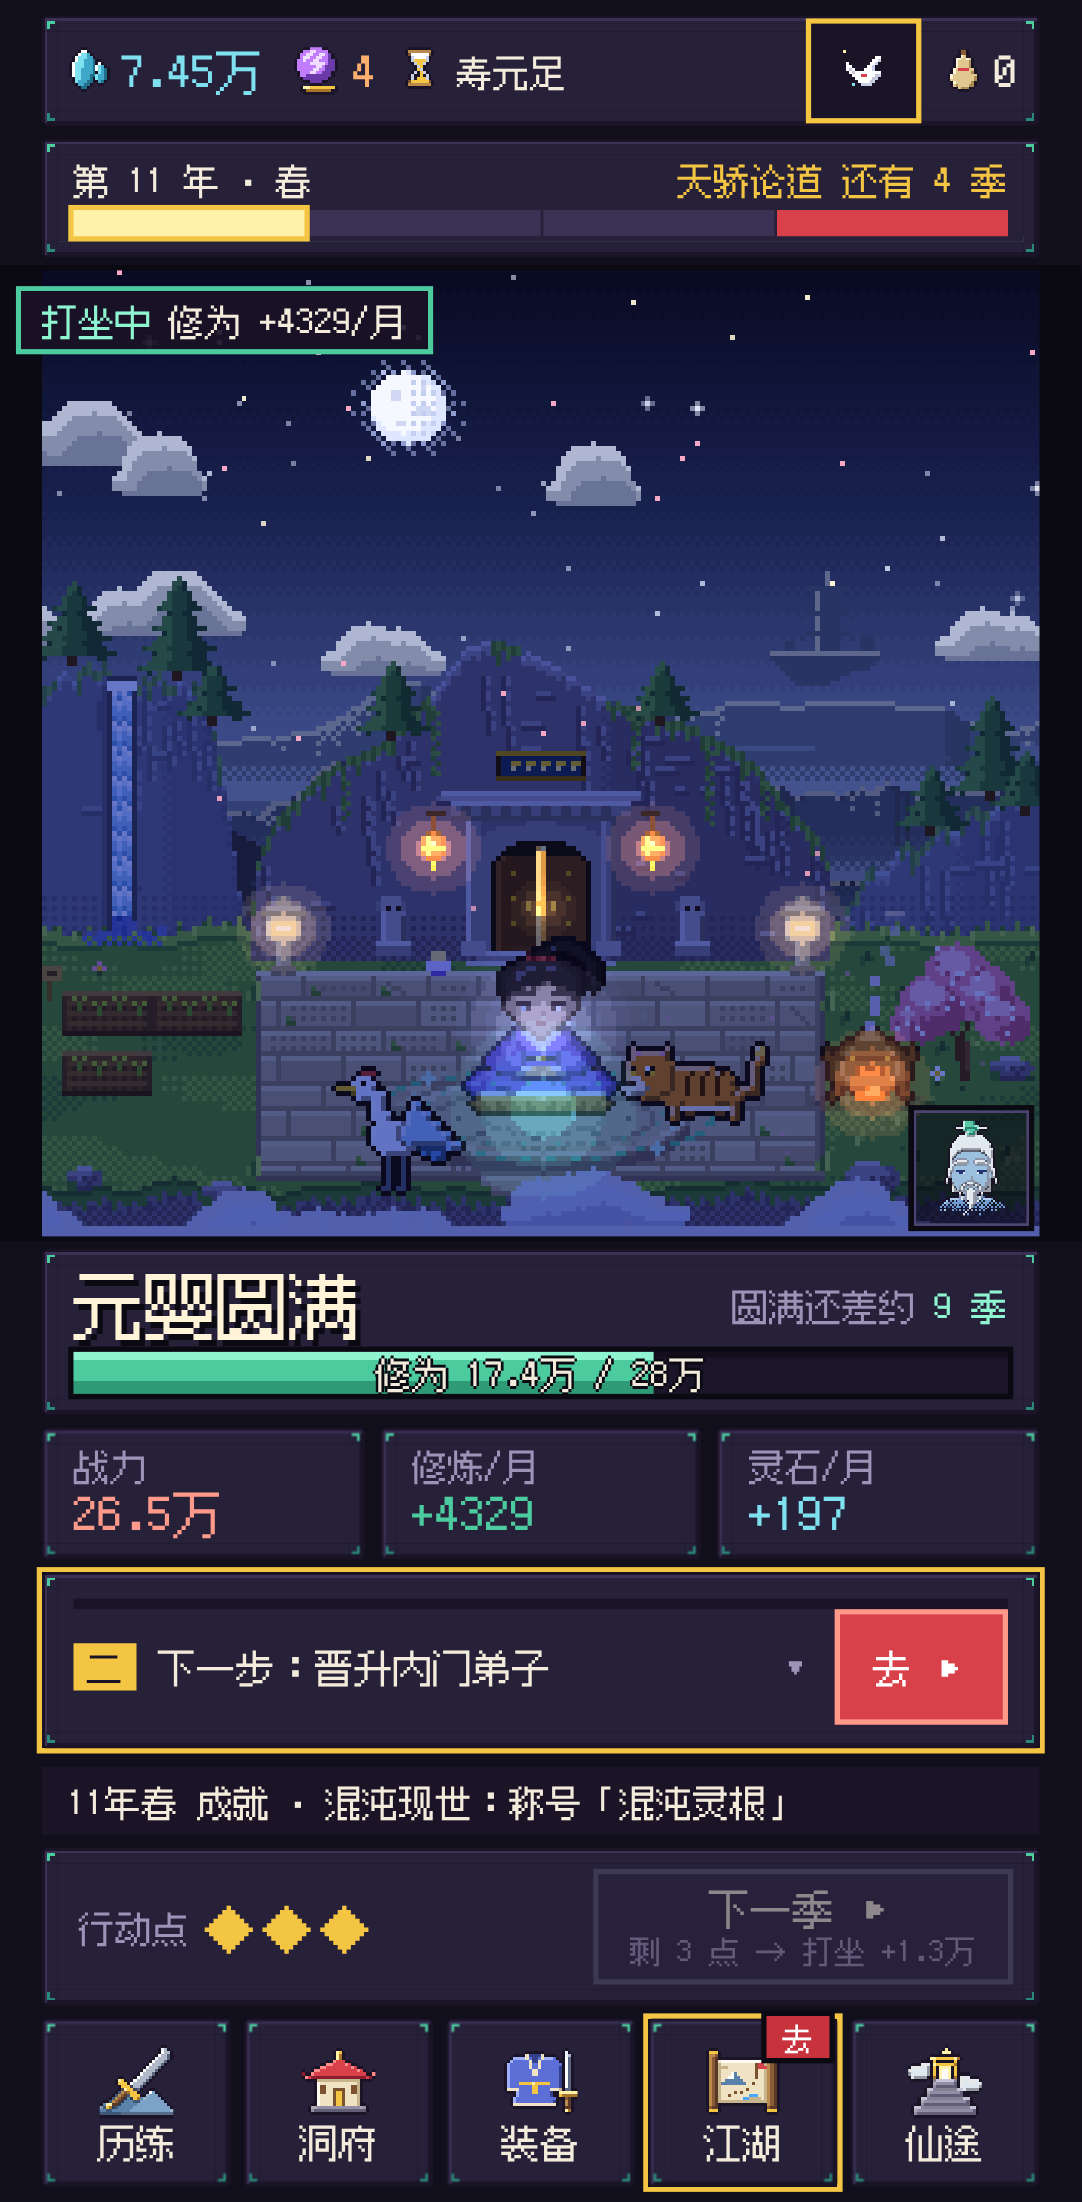 7.45万 4 寿元足 0
第 11 年 · 春 天骄论道 还有 4 季
打坐中 修为 +4329/月
元婴圆满 圆满还差约 9 季
修为 17.4万 / 28万
战力 修炼/月 灵石/月
26.5万 +4329 +197
二 下一步：晋升内门弟子 ▼ 去 ▶
11年春 成就 · 混沌现世：称号「混沌灵根」
行动点 下一季 ▶
剩 3 点 → 打坐 +1.3万
去
历练 洞府 装备 江湖 仙途